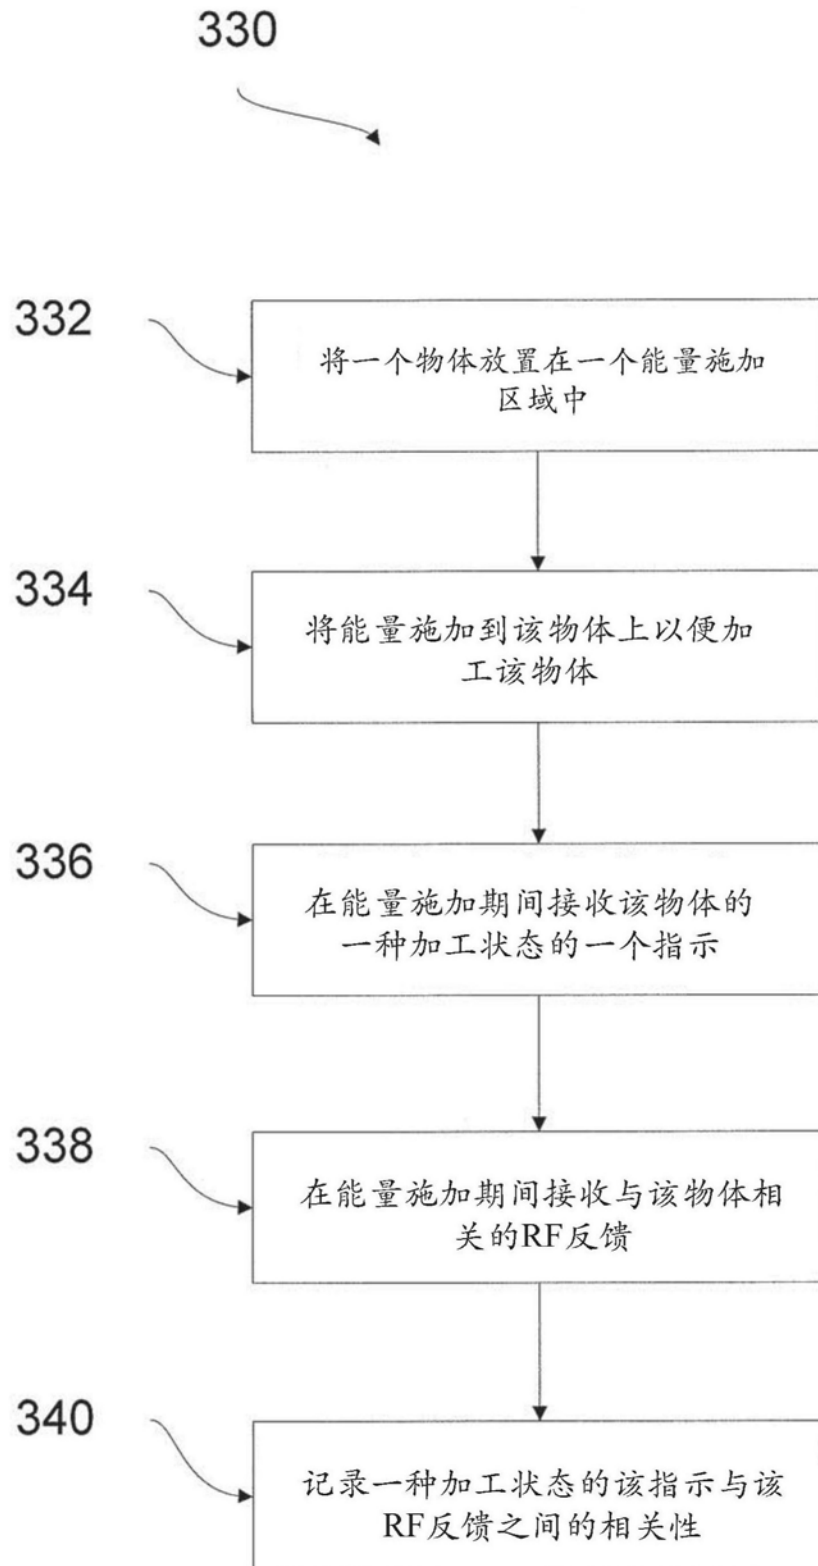 330
332
将一个物体放置在一个能量施加
区域中
334
将能量施加到该物体上以便加
工该物体
336
在能量施加期间接收该物体的
一种加工状态的一个指示
338
在能量施加期间接收与该物体相
关的RF反馈
340
记录一种加工状态的该指示与该
RF反馈之间的相关性